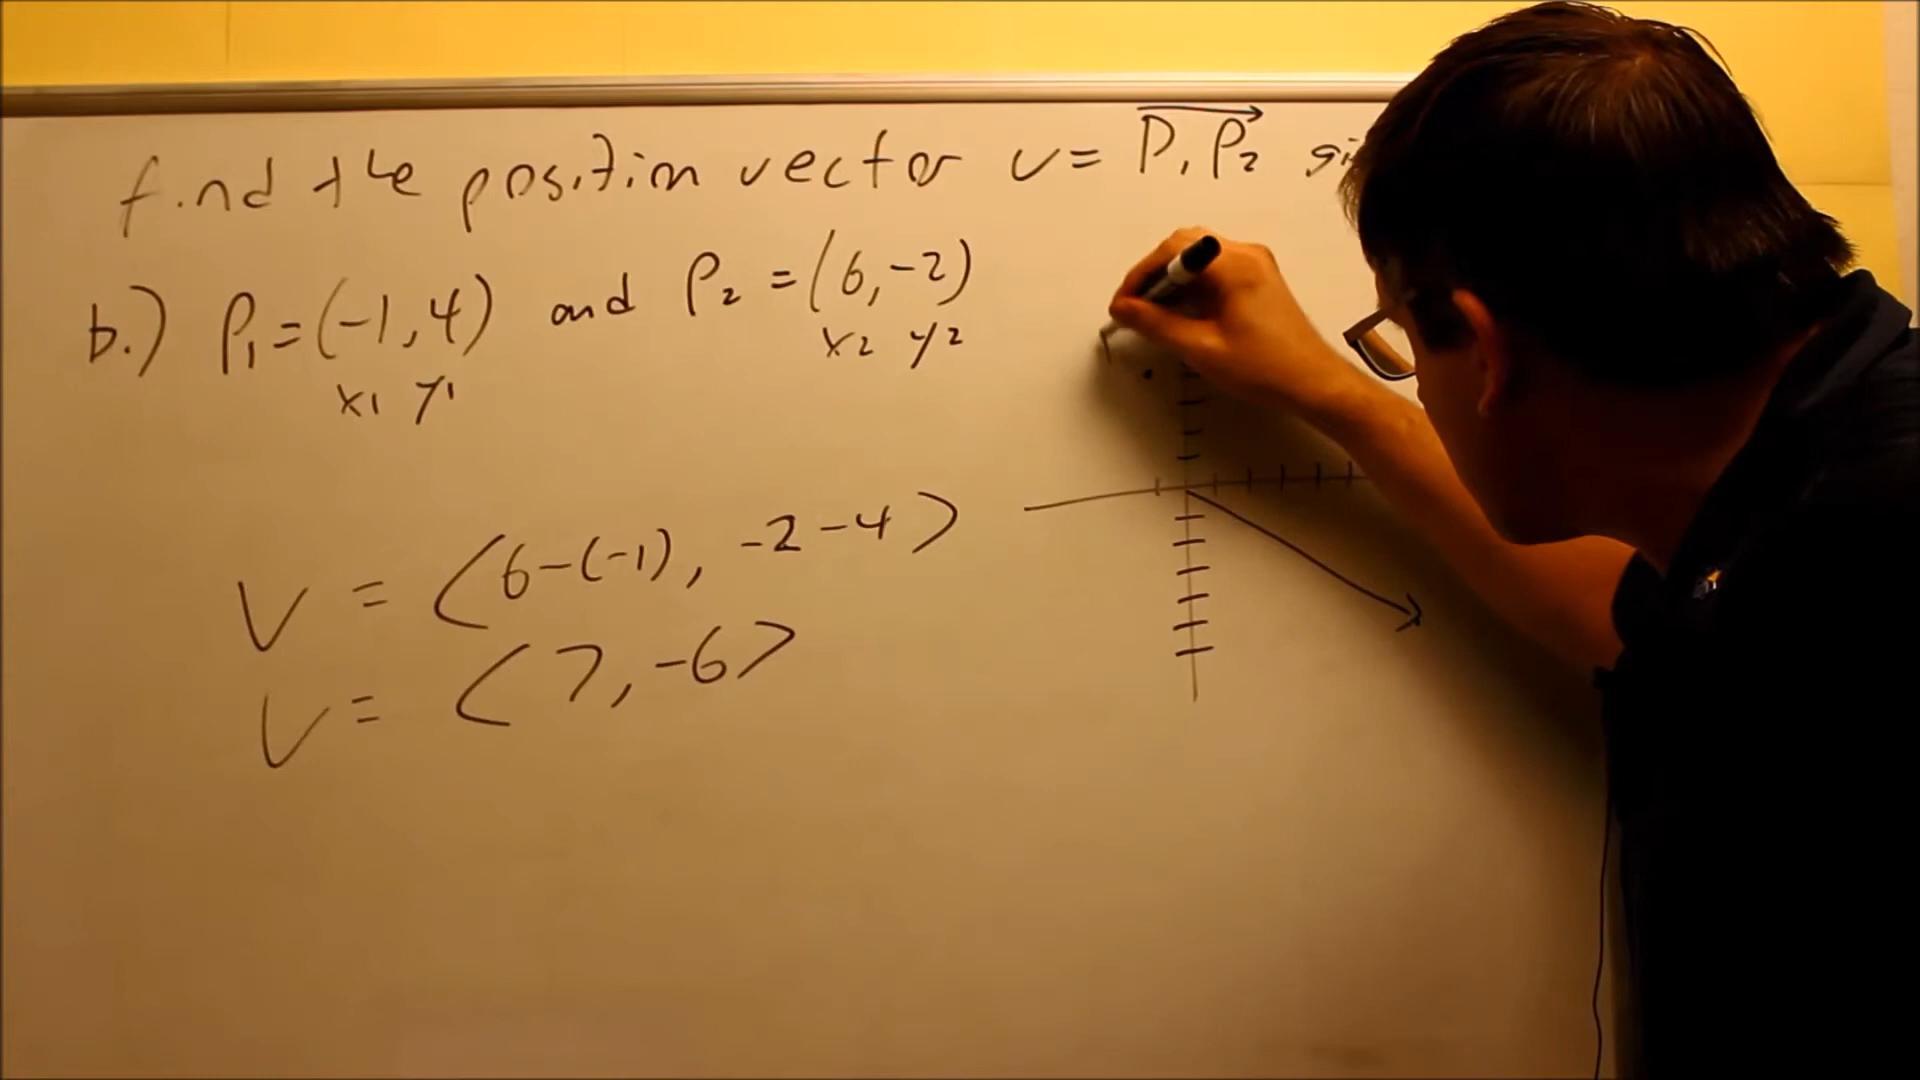 find the position vector v = P₁P₂
b.) P₁ = (-1, 4) and P₂ = (6, -2)
x₁ y₁ x₂ y₂
V = <6-(-1), -2-4>
V = <7, -6>